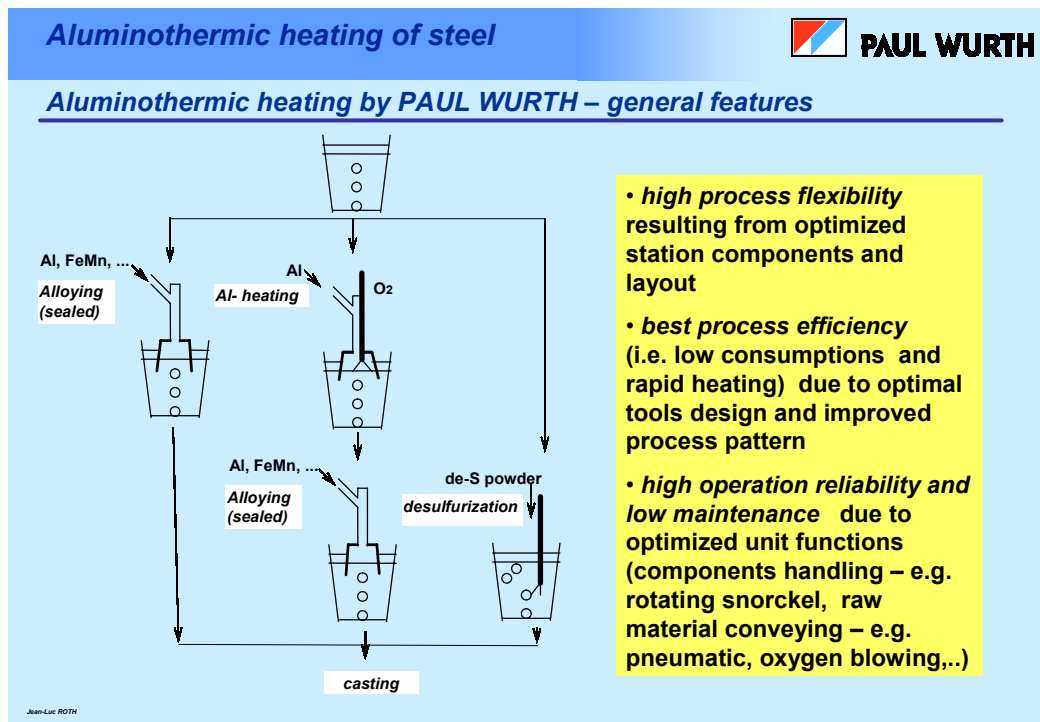 Aluminothermic heating of steel
PAUL WURTH
Aluminothermic heating by PAUL WURTH – general features
Al, FeMn, ...
Alloying
(sealed)
Al
O2
Al- heating
Al, FeMn, ...
Alloying
(sealed)
de-S powder
desulfurization
casting
• high process flexibility
resulting from optimized
station components and
layout
• best process efficiency
(i.e. low consumptions and
rapid heating) due to optimal
tools design and improved
process pattern
• high operation reliability and
low maintenance due to
optimized unit functions
(components handling – e.g.
rotating snorckel, raw
material conveying – e.g.
pneumatic, oxygen blowing,..)
Jean-Luc ROTH